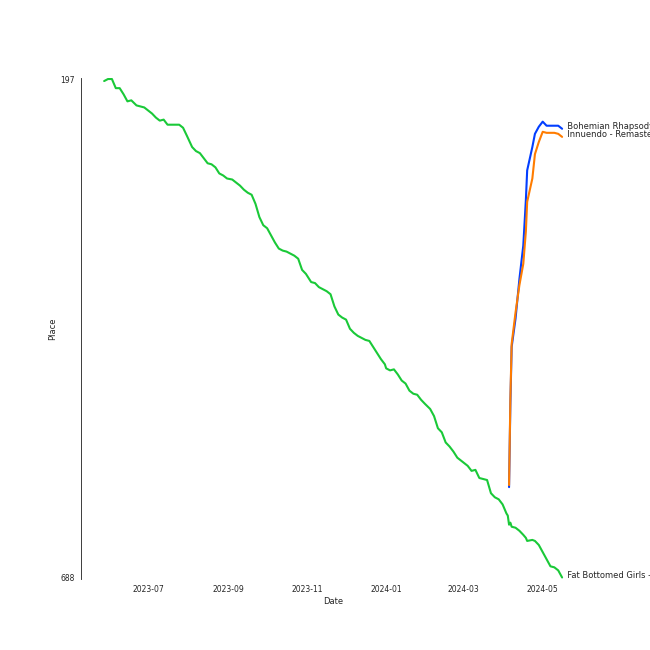 197
Bohemian Rhapsod
Innuendo - Remaste
Place
Fat Bottomed Girls -
688
2023-07 2023-09 2023-11 2024-01 2024-03 2024-05
Date